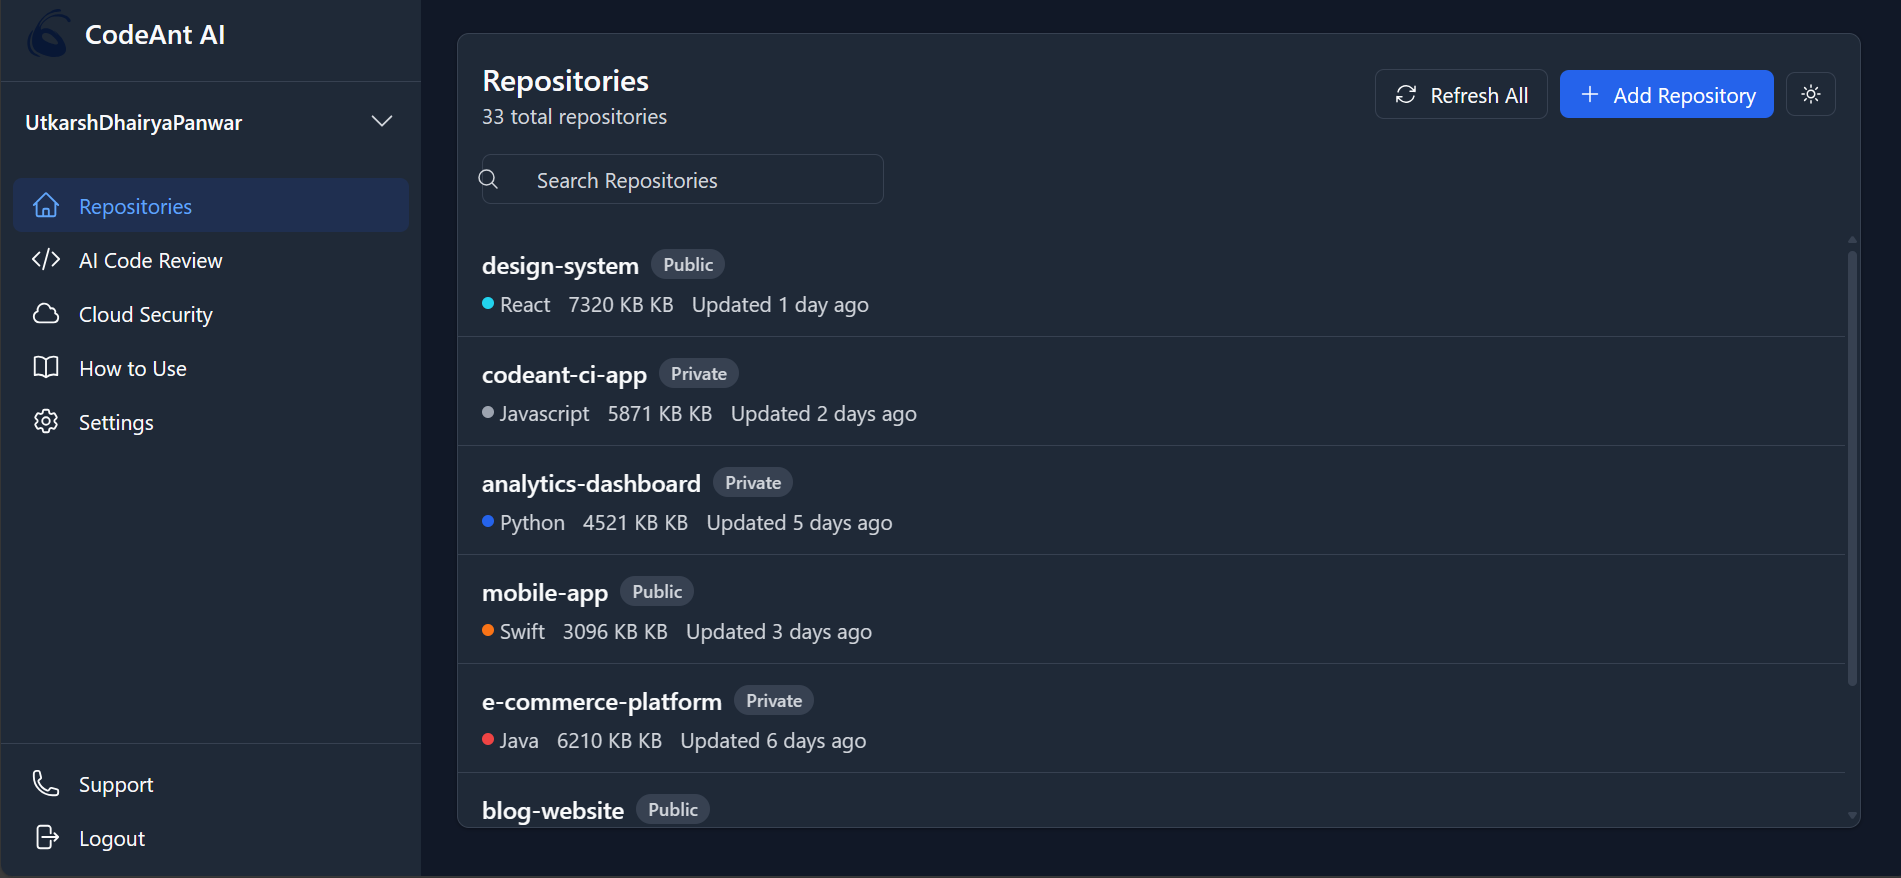 CodeAnt AI
UtkarshDhairyaPanwar
Repositories
AI Code Review
Cloud Security
How to Use
Settings
Support
Logout
Repositories
33 total repositories
Refresh All
Add Repository
Search Repositories
design-system Public
React 7320 KB KB Updated 1 day ago
codeant-ci-app Private
Javascript 5871 KB KB Updated 2 days ago
analytics-dashboard Private
Python 4521 KB KB Updated 5 days ago
mobile-app Public
Swift 3096 KB KB Updated 3 days ago
e-commerce-platform Private
Java 6210 KB KB Updated 6 days ago
blog-website Public